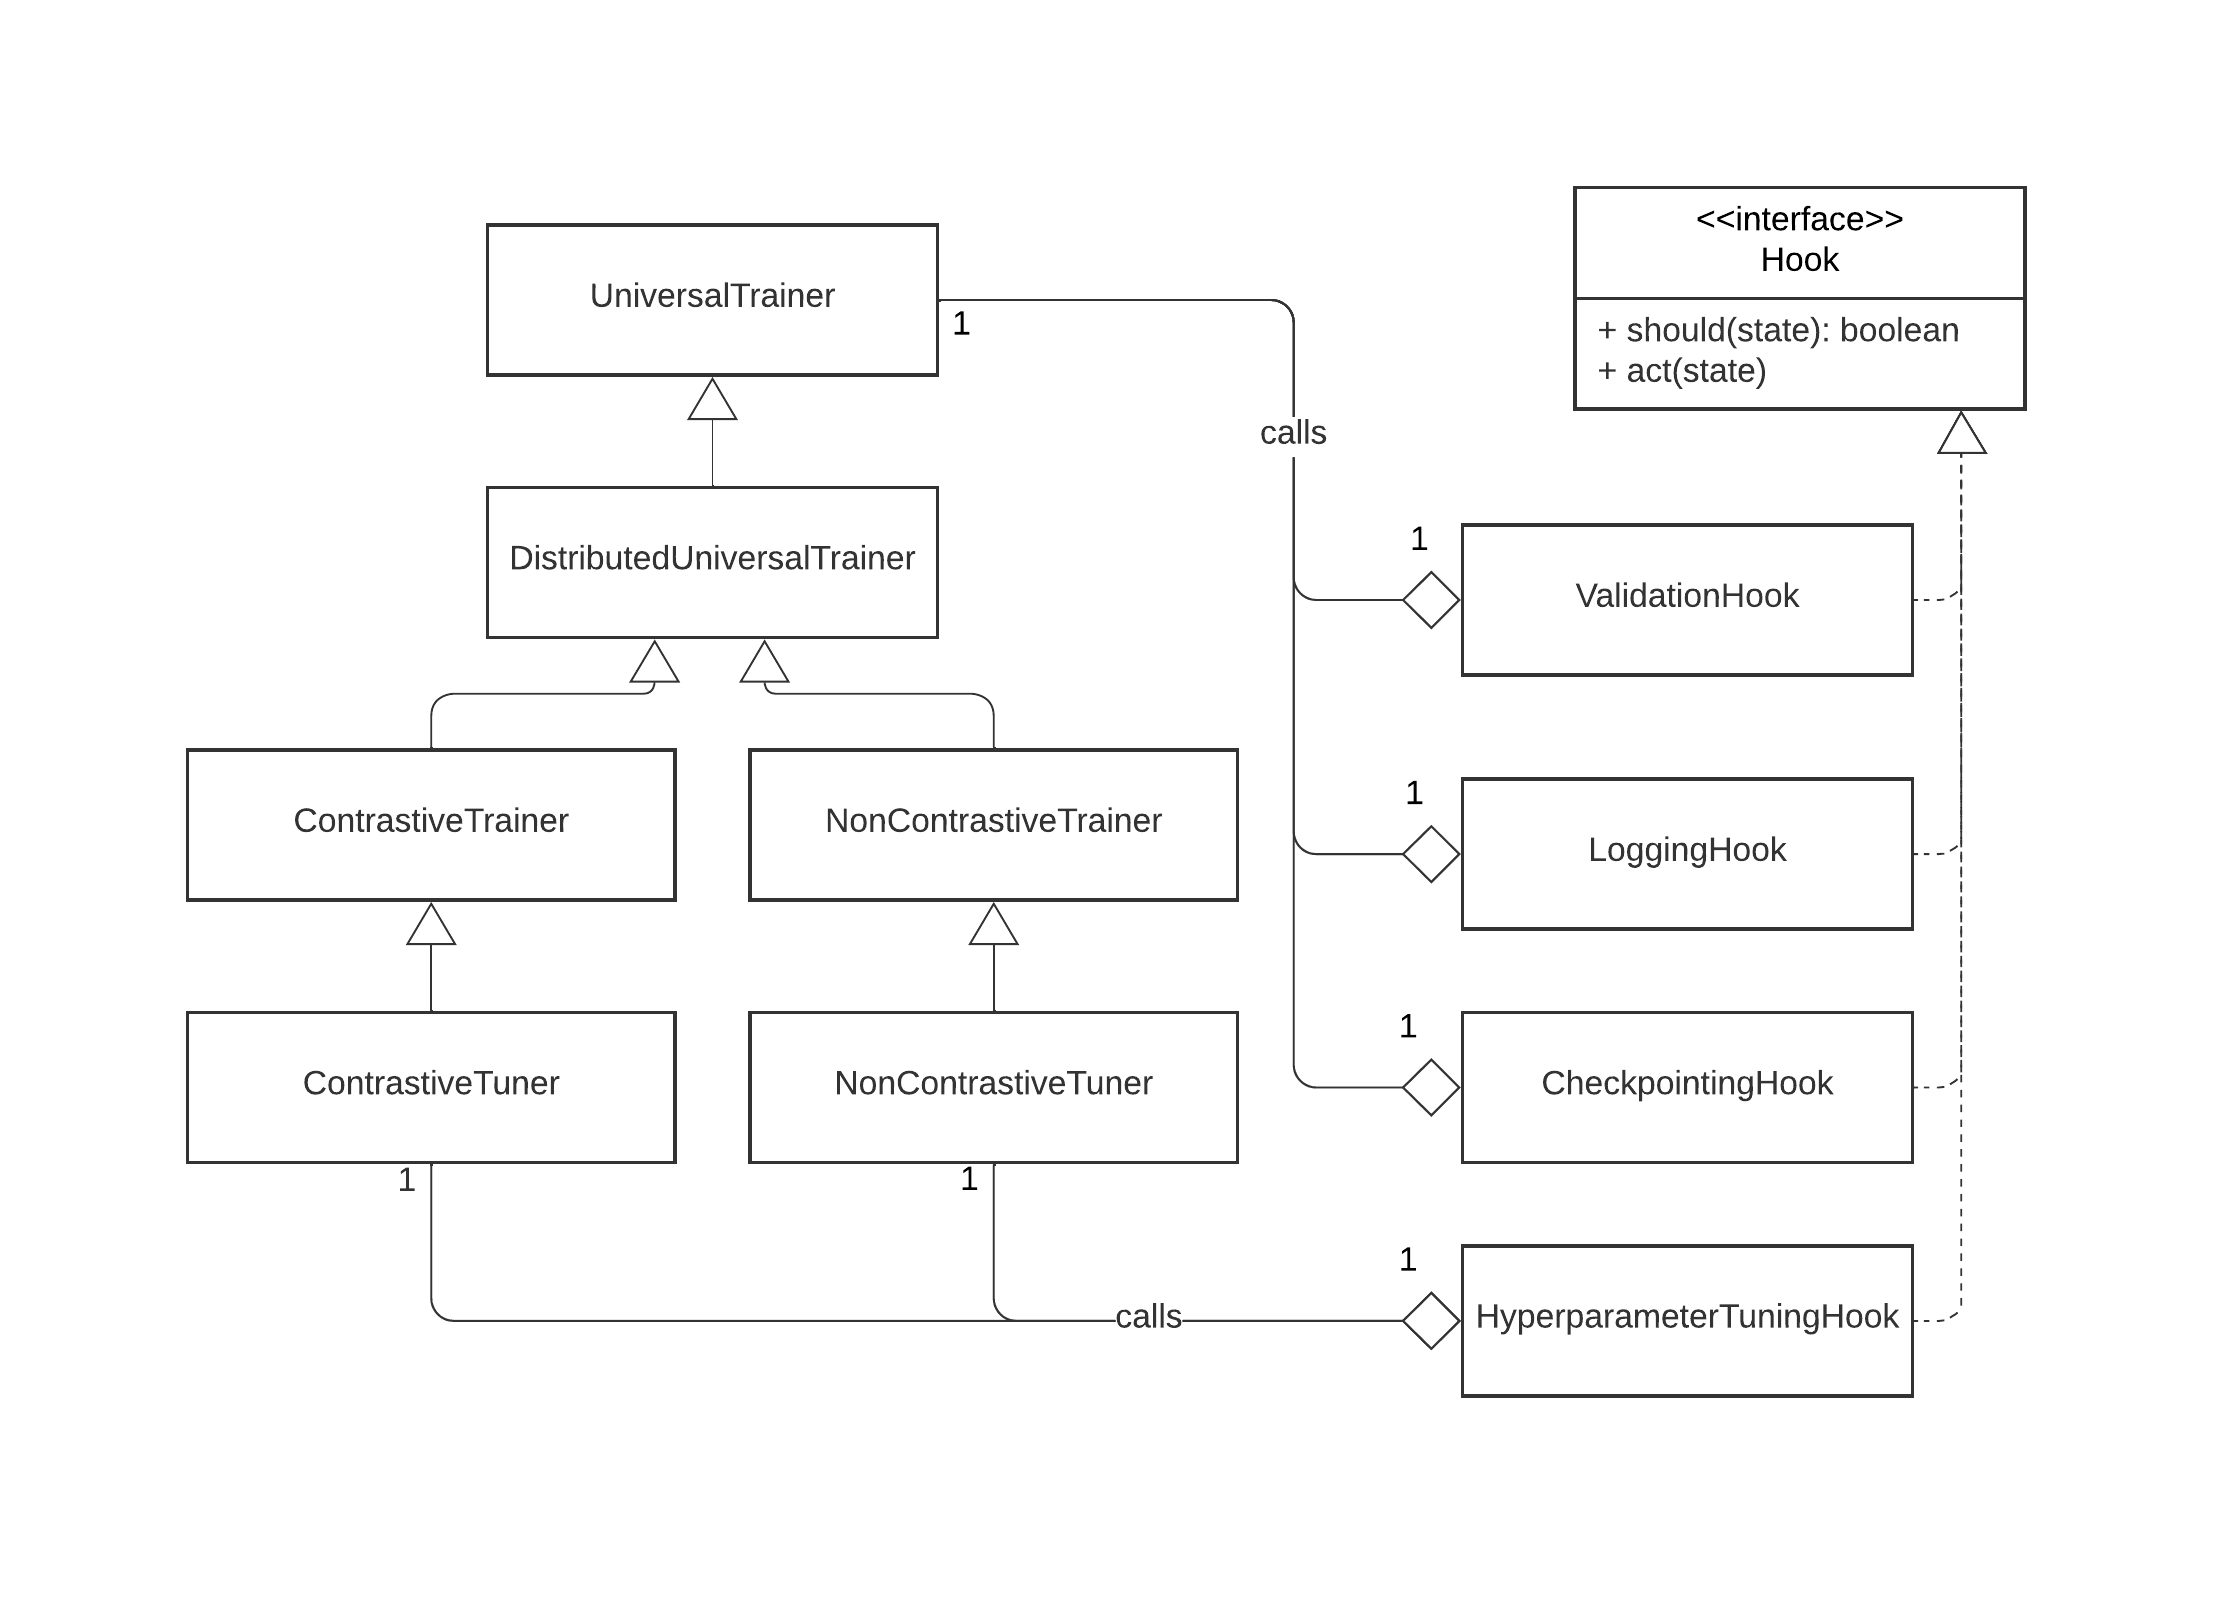 <<interface>>
Hook
+ should(state): boolean
+ act(state)
UniversalTrainer
1
calls
DistributedUniversalTrainer
1
ValidationHook
ContrastiveTrainer
NonContrastiveTrainer
1
LoggingHook
ContrastiveTuner
NonContrastiveTuner
1
CheckpointingHook
1
1
calls
1
HyperparameterTuningHook